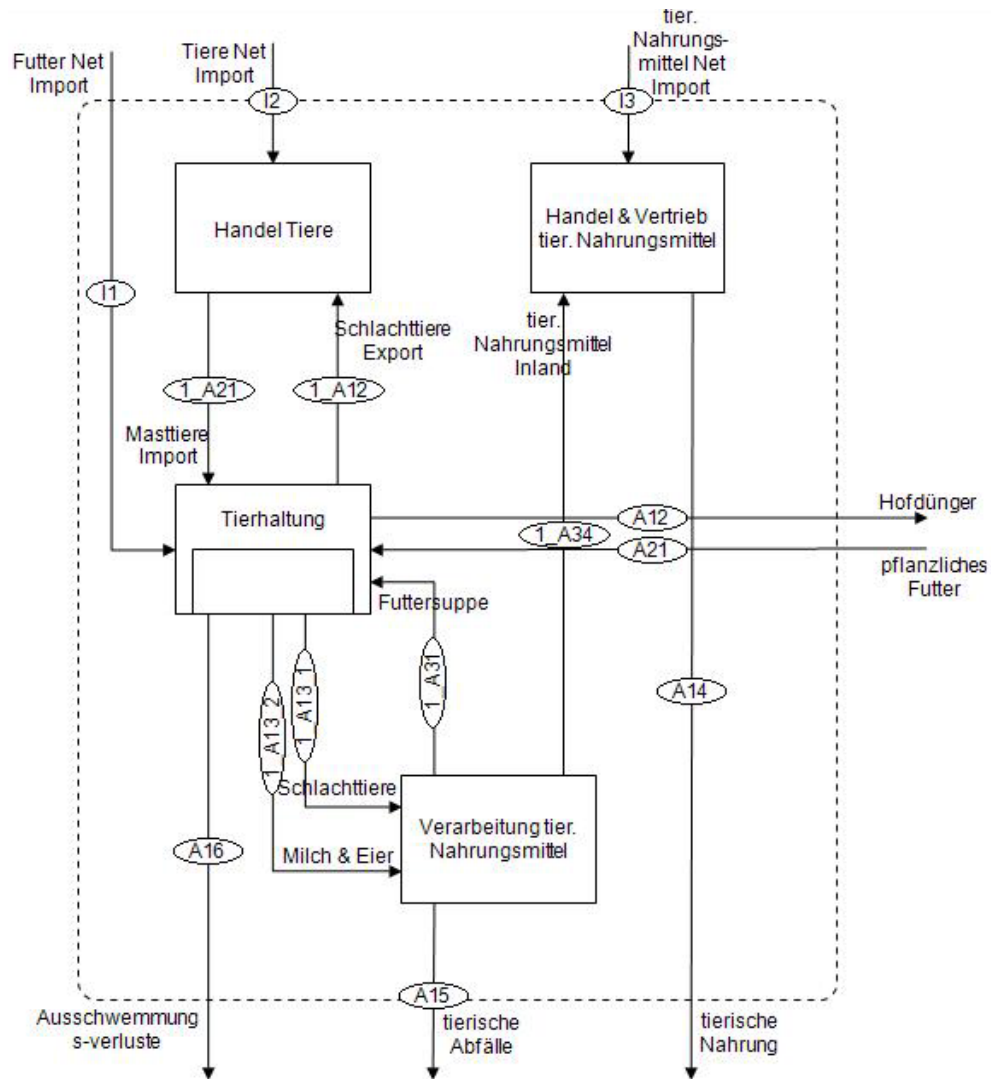 Futter Net
Import
Tiere Net
Import
tier.
Nahrungs-
mittel Net
Import
I2
I3
Handel Tiere
Handel & Vertrieb
tier. Nahrungsmittel
I1
Schlachttiere
Export
tier.
Nahrungsmittel
Inland
1_A21
1_A12
Masttiere
Import
Tierhaltung
A12
Hofdünger
1_A34
A21
pflanzliches
Futter
Futtersuppe
1_A13_2
1_A13_1
1_A31
A14
Schlachttiere
Verarbeitung tier.
Nahrungsmittel
A16
Milch & Eier
A15
Ausschwemmung
s-verluste
tierische
Abfälle
tierische
Nahrung